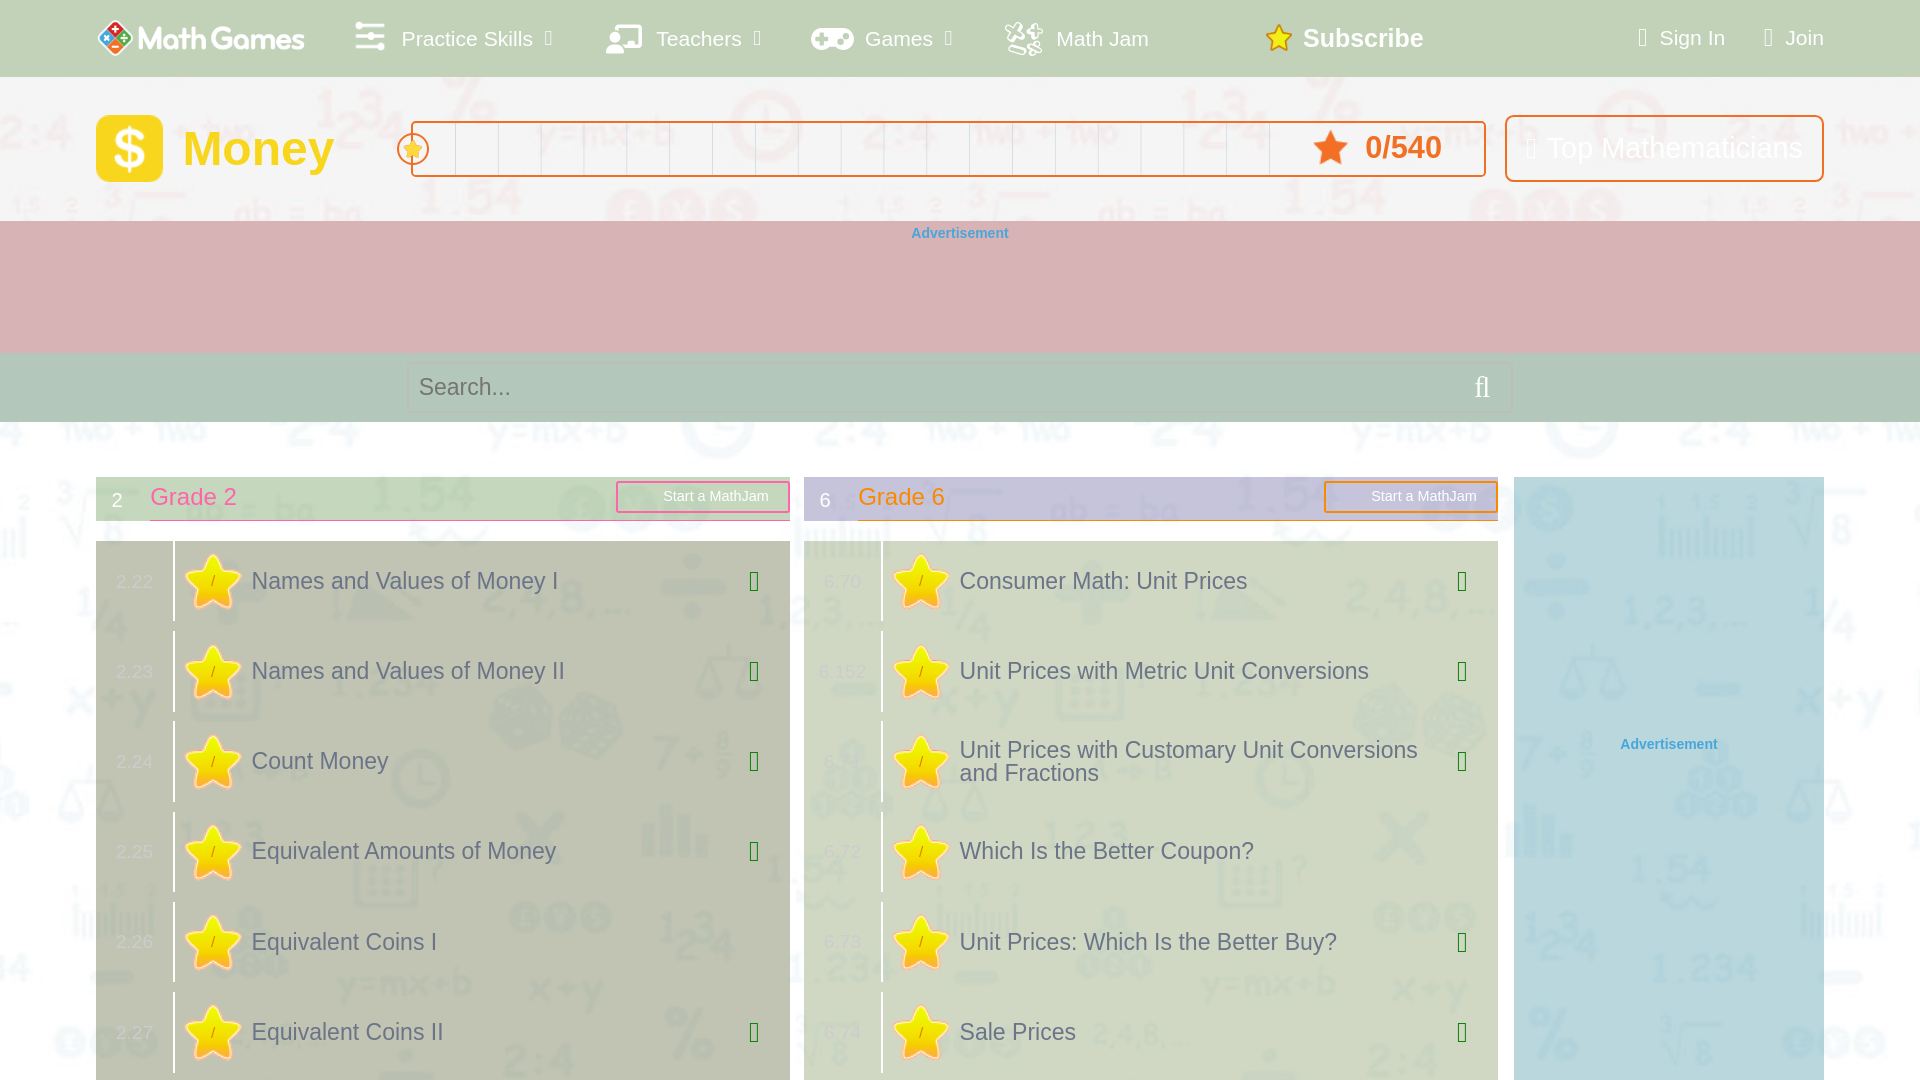 Math Games
Practice Skills
Teachers
Games
Math Jam
Subscribe
Sign In
Join
$ Money
0/540
Top Mathematicians
Advertisement
Search...
2 Grade 2
Start a MathJam
2.22 / Names and Values of Money I
2.23 / Names and Values of Money II
2.24 / Count Money
2.25 / Equivalent Amounts of Money
2.26 / Equivalent Coins I
2.27 / Equivalent Coins II
6 Grade 6
Start a MathJam
6.70 / Consumer Math: Unit Prices
6.152 / Unit Prices with Metric Unit Conversions
/ Unit Prices with Customary Unit Conversions
and Fractions
6.72 / Which Is the Better Coupon?
6.73 / Unit Prices: Which Is the Better Buy?
6.74 / Sale Prices
Advertisement